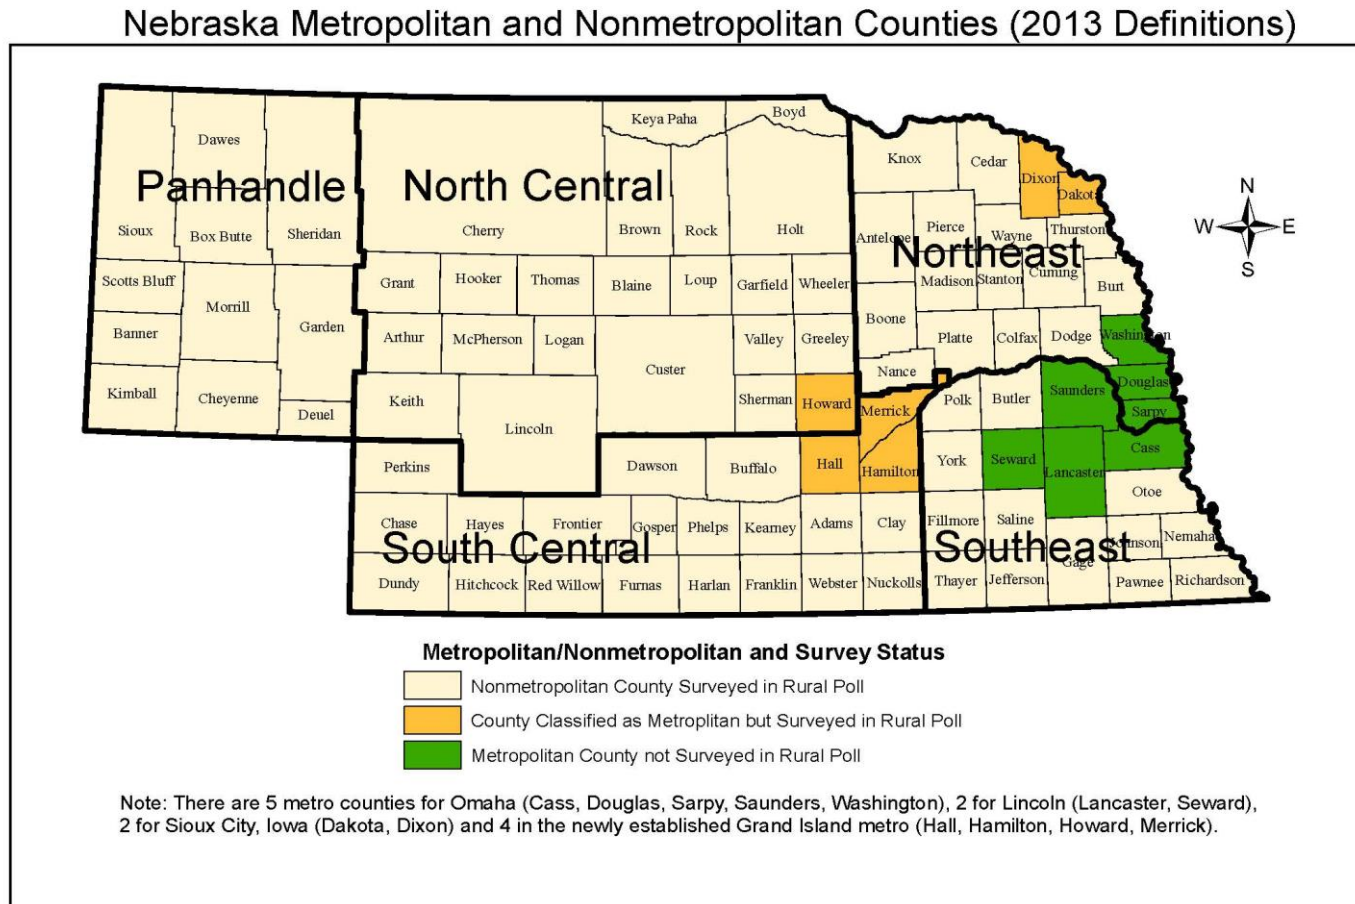 Nebraska Metropolitan and Nonmetropolitan Counties (2013 Definitions)
Keya Paha
Boyd
Dawes
Knox
Cedar
Dixon
Dakota
N
Panhandle
North Central
W
E
S
Sioux
Box Butte
Sheridan
Cherry
Brown
Rock
Holt
Antelope
Pierce
Wayne
Thurston
Northeast
Scotts Bluff
Morrill
Garden
Grant
Hooker
Thomas
Blaine
Loup
Garfield
Wheeler
Madison
Stanton
Cuming
Burt
Boone
Banner
Arthur
McPherson
Logan
Custer
Valley
Greeley
Platte
Colfax
Dodge
Washington
Nance
Kimball
Cheyenne
Deuel
Keith
Lincoln
Sherman
Howard
Merrick
Polk
Butler
Saunders
Douglas
Sarpy
Perkins
Dawson
Buffalo
Hall
Hamilton
York
Seward
Lancaster
Cass
Otoe
Chase
Hayes
Frontier
Gosper
Phelps
Kearney
Adams
Clay
Fillmore
Saline
Johnson
Nemaha
South Central
Southeast
Gage
Dundy
Hitchcock
Red Willow
Furnas
Harlan
Franklin
Webster
Nuckolls
Thayer
Jefferson
Pawnee
Richardson
Metropolitan/Nonmetropolitan and Survey Status
Nonmetropolitan County Surveyed in Rural Poll
County Classified as Metroplitan but Surveyed in Rural Poll
Metropolitan County not Surveyed in Rural Poll
Note: There are 5 metro counties for Omaha (Cass, Douglas, Sarpy, Saunders, Washington), 2 for Lincoln (Lancaster, Seward),
2 for Sioux City, Iowa (Dakota, Dixon) and 4 in the newly established Grand Island metro (Hall, Hamilton, Howard, Merrick).